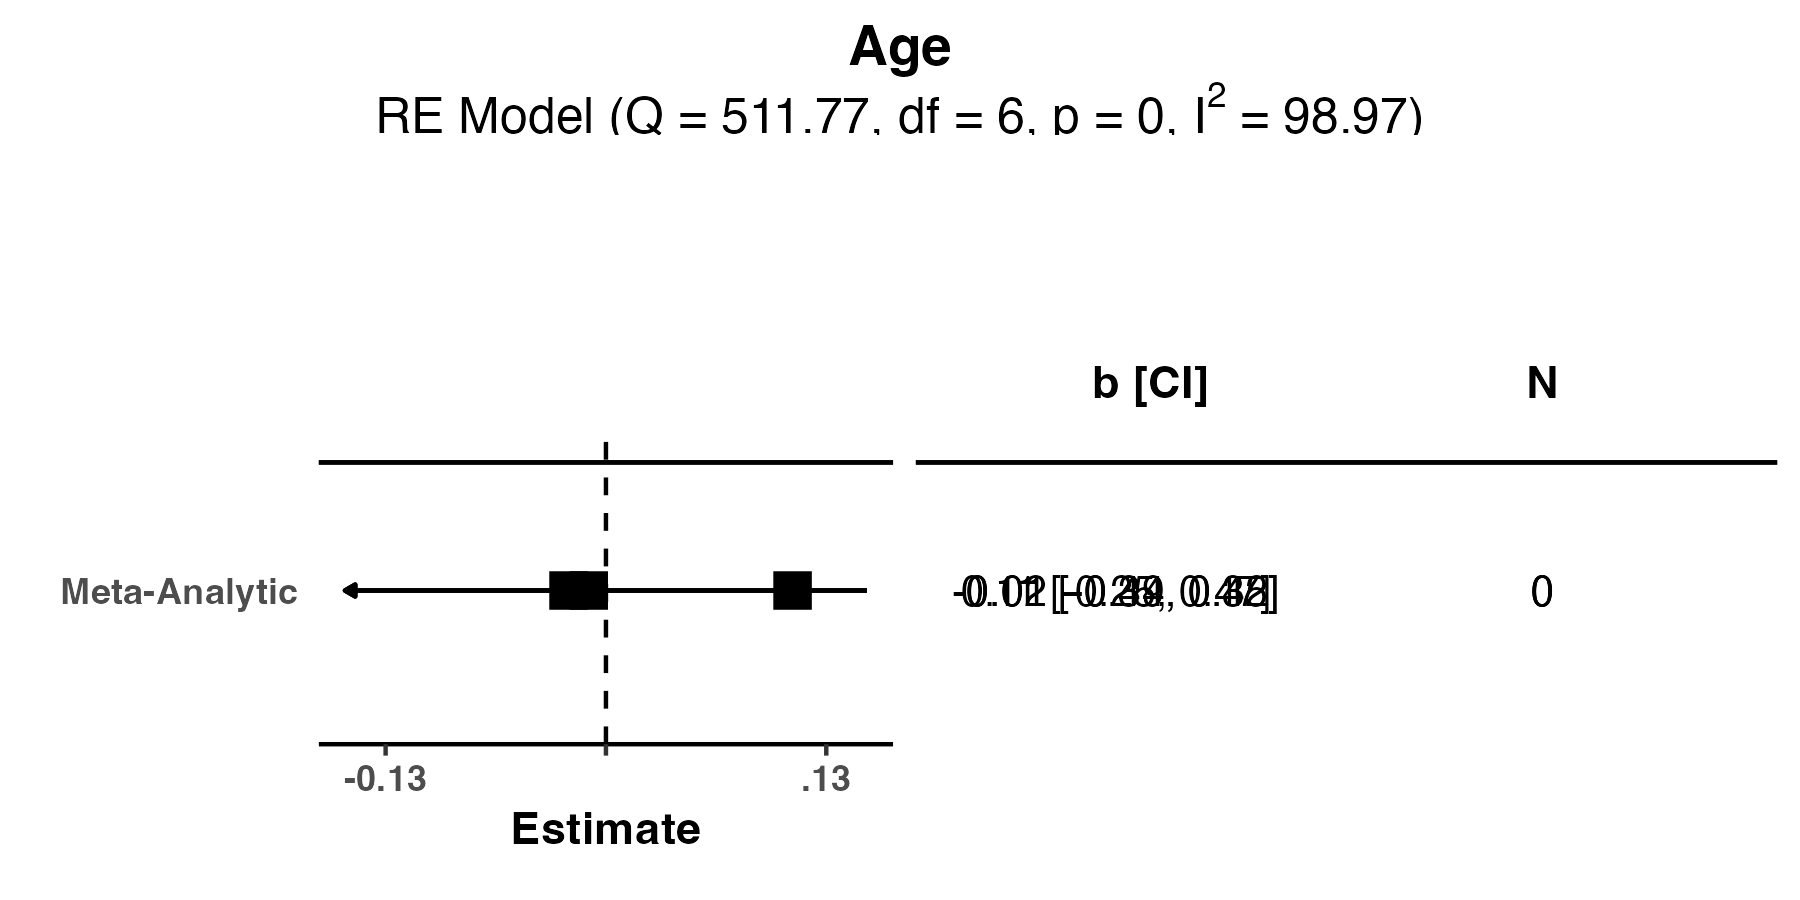 Age
RE Model (Q = 511.77, df = 6, p = 0, I² = 98.97)
b [CI] N
Meta-Analytic 0
-0.13 .13
Estimate